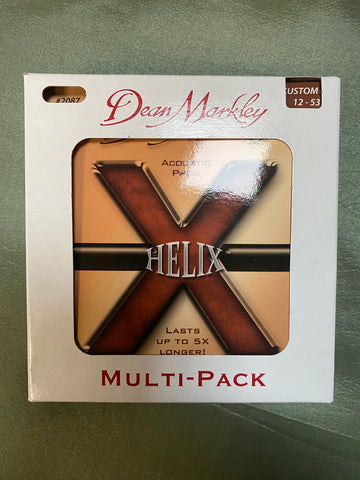 #2087
Dean Markley
CUSTOM
12 - 53
ACOUSTIC
HELIX
LASTS
UP TO 5X
LONGER!
MULTI-PACK